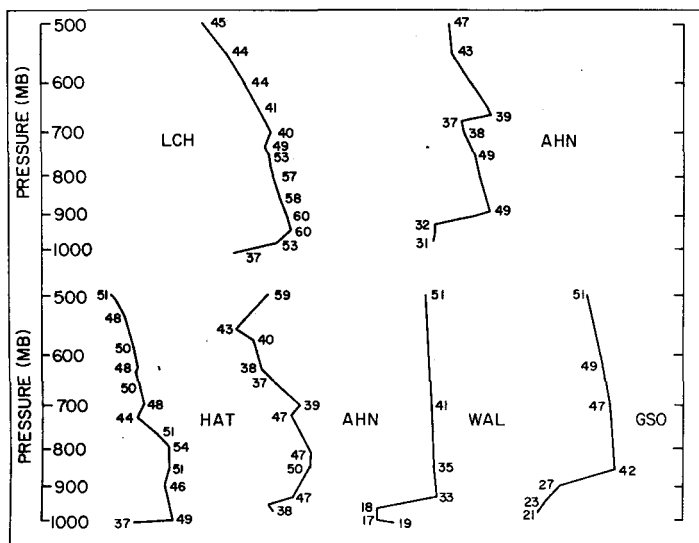 500 45 47
44 43
600 44
41 39
37
700 40 38
LCH 49 AHN
53 49
800 57
58
900 60 49
60 32
53 31
1000 37
PRESSURE (MB)
500 51 59 51 51
48
43
600 50 40
48 38 49
50 37
700 48 39 41 47
44 HAT 47 AHN WAL GSO
51
800 54
51 50 35 42
900 46 47 33 27
38 18 23
1000 37 49 17 19 21
PRESSURE (MB)